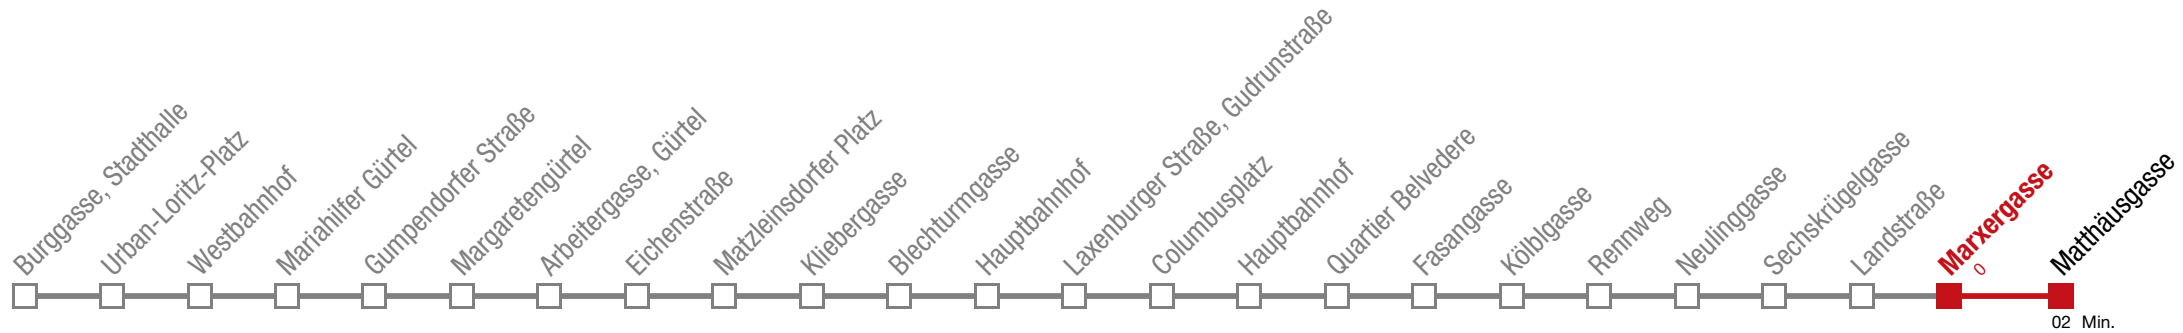 Burggasse, Stadthalle
Urban-Loritz-Platz
Westbahnhof
Mariahilfer Gürtel
Gumpendorfer Straße
Margaretengürtel
Arbeitergasse, Gürtel
Eichenstraße
Matzleinsdorfer Platz
Kliebergasse
Blechturmgasse
Hauptbahnhof
Laxenburger Straße, Gudrunstraße
Columbusplatz
Hauptbahnhof
Quartier Belvedere
Fasangasse
Kölblgasse
Rennweg
Neulinggasse
Sechskrügelgasse
Landstraße
Marxergasse
0
Matthäusgasse
02 Min.